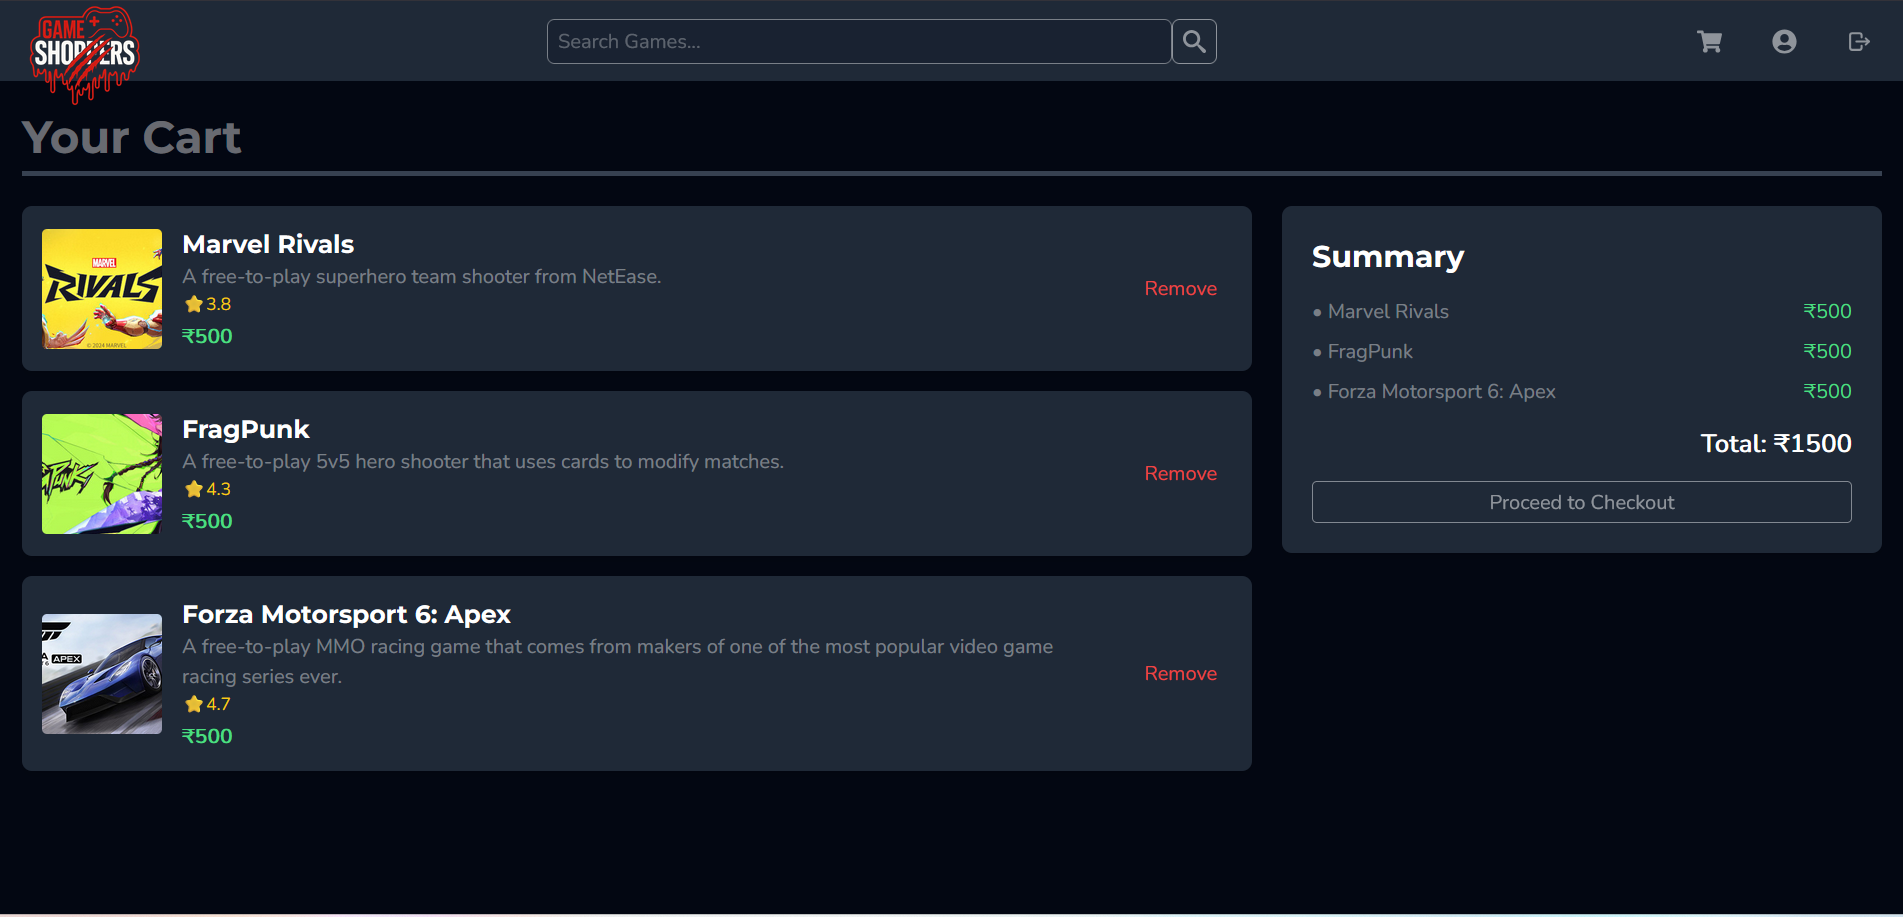 GAME
SHOPPERS
Search Games...
Your Cart
MARVEL
RIVALS
© 2024 MARVEL
Marvel Rivals
A free-to-play superhero team shooter from NetEase.
3.8
₹500
Remove
FragPunk
A free-to-play 5v5 hero shooter that uses cards to modify matches.
4.3
₹500
Remove
APEX
Forza Motorsport 6: Apex
A free-to-play MMO racing game that comes from makers of one of the most popular video game
racing series ever.
4.7
₹500
Remove
Summary
• Marvel Rivals ₹500
• FragPunk ₹500
• Forza Motorsport 6: Apex ₹500
Total: ₹1500
Proceed to Checkout